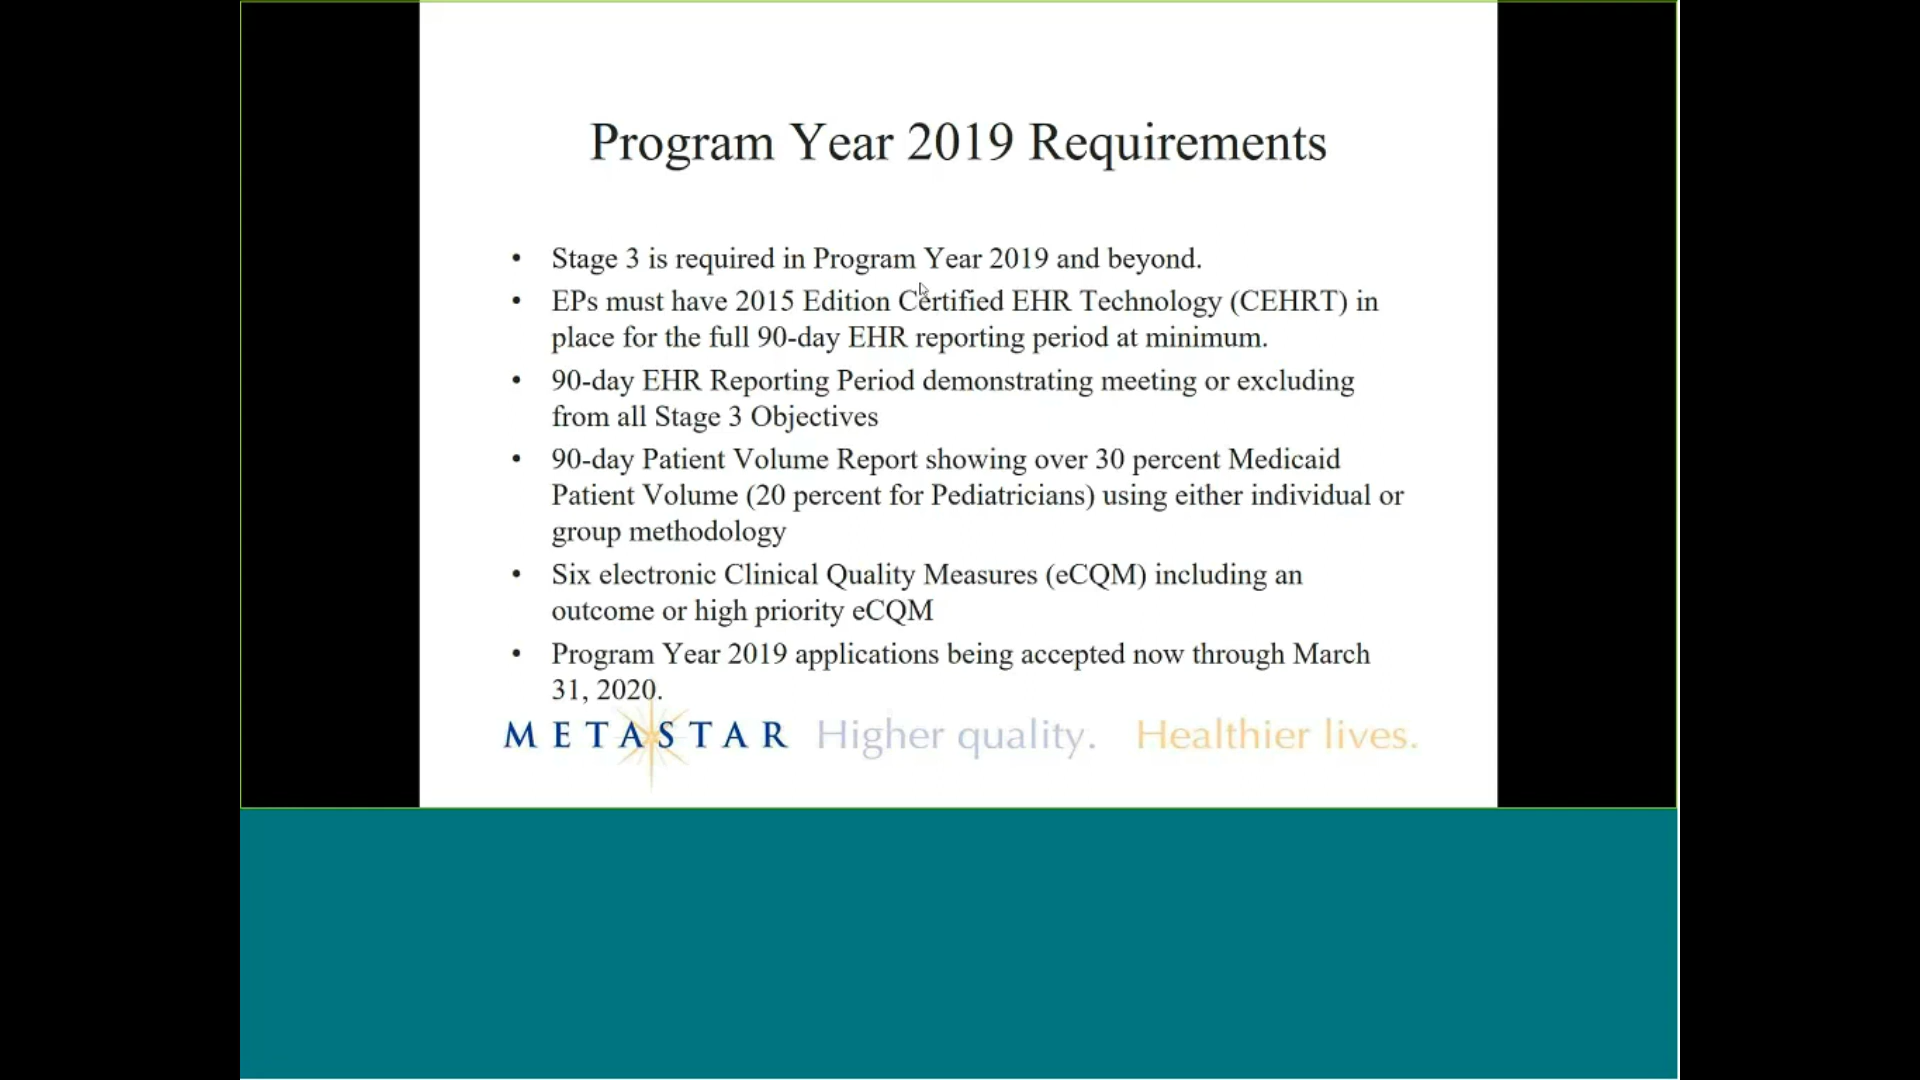 Program Year 2019 Requirements
• Stage 3 is required in Program Year 2019 and beyond.
• EPs must have 2015 Edition Certified EHR Technology (CEHRT) in
place for the full 90-day EHR reporting period at minimum.
• 90-day EHR Reporting Period demonstrating meeting or excluding
from all Stage 3 Objectives
• 90-day Patient Volume Report showing over 30 percent Medicaid
Patient Volume (20 percent for Pediatricians) using either individual or
group methodology
• Six electronic Clinical Quality Measures (eCQM) including an
outcome or high priority eCQM
• Program Year 2019 applications being accepted now through March
31, 2020.
METASTAR Higher quality. Healthier lives.